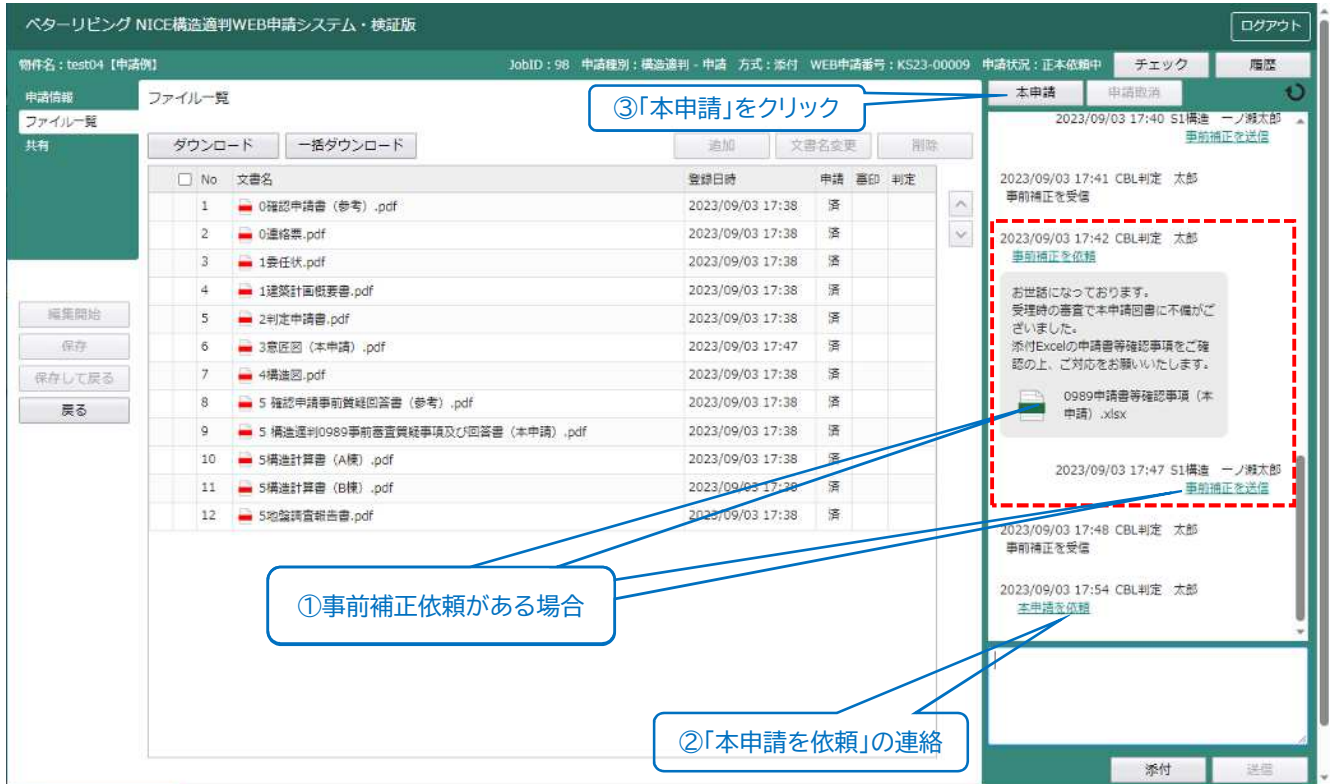 ベターリビング NICE構造適判WEB申請システム・検証版
ログアウト
物件名：test04【申請例】
JobID：98 申請種別：構造適判 - 申請 方式：添付 WEB申請番号：KS23-00009 申請状況：正本依頼中
チェック
履歴
申請情報
ファイル一覧
共有
編集開始
保存
保存して戻る
戻る
ファイル一覧
ダウンロード
一括ダウンロード
追加
文書名変更
削除
No 文書名 登録日時 申請 審印 判定
1 0確認申請書（参考）.pdf 2023/09/03 17:38 済
2 0連絡票.pdf 2023/09/03 17:38 済
3 1委任状.pdf 2023/09/03 17:38 済
4 1建築計画概要書.pdf 2023/09/03 17:38 済
5 2判定申請書.pdf 2023/09/03 17:38 済
6 3意匠図（本申請）.pdf 2023/09/03 17:47 済
7 4構造図.pdf 2023/09/03 17:38 済
8 5 確認申請事前質疑回答書（参考）.pdf 2023/09/03 17:38 済
9 5 構造適判0989事前審査質疑事項及び回答書（本申請）.pdf 2023/09/03 17:38 済
10 5構造計算書（A棟）.pdf 2023/09/03 17:38 済
11 5構造計算書（B棟）.pdf 2023/09/03 17:38 済
12 5地盤調査報告書.pdf 2023/09/03 17:38 済
③「本申請」をクリック
①事前補正依頼がある場合
②「本申請を依頼」の連絡
本申請
申請取消
2023/09/03 17:40 S1構造 一ノ瀬太郎
事前補正を送信
2023/09/03 17:41 CBL判定 太郎
事前補正を受信
2023/09/03 17:42 CBL判定 太郎
事前補正を依頼
お世話になっております。
受理時の審査で本申請図書に不備がご
ざいました。
添付Excelの申請書等確認事項をご確
認の上、ご対応をお願いいたします。
0989申請書等確認事項（本
申請）.xlsx
2023/09/03 17:47 S1構造 一ノ瀬太郎
事前補正を送信
2023/09/03 17:48 CBL判定 太郎
事前補正を受信
2023/09/03 17:54 CBL判定 太郎
本申請を依頼
添付
送信